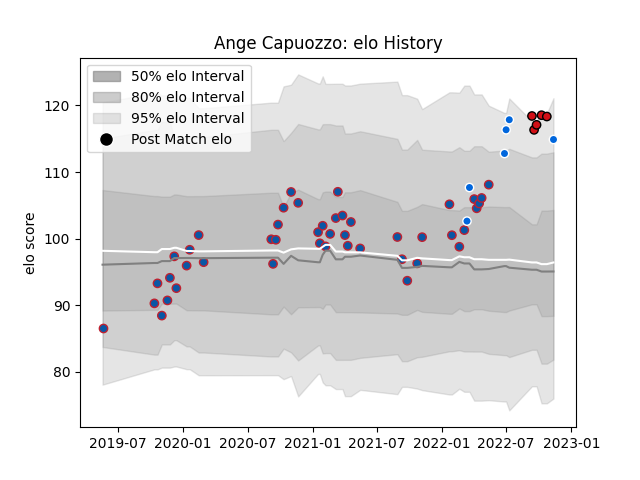 Ange Capuozzo: elo History
50% elo Interval
80% elo Interval
95% elo Interval
Post Match elo
elo score
120
110
100
90
80
2019-07
2020-01
2020-07
2021-01
2021-07
2022-01
2022-07
2023-01